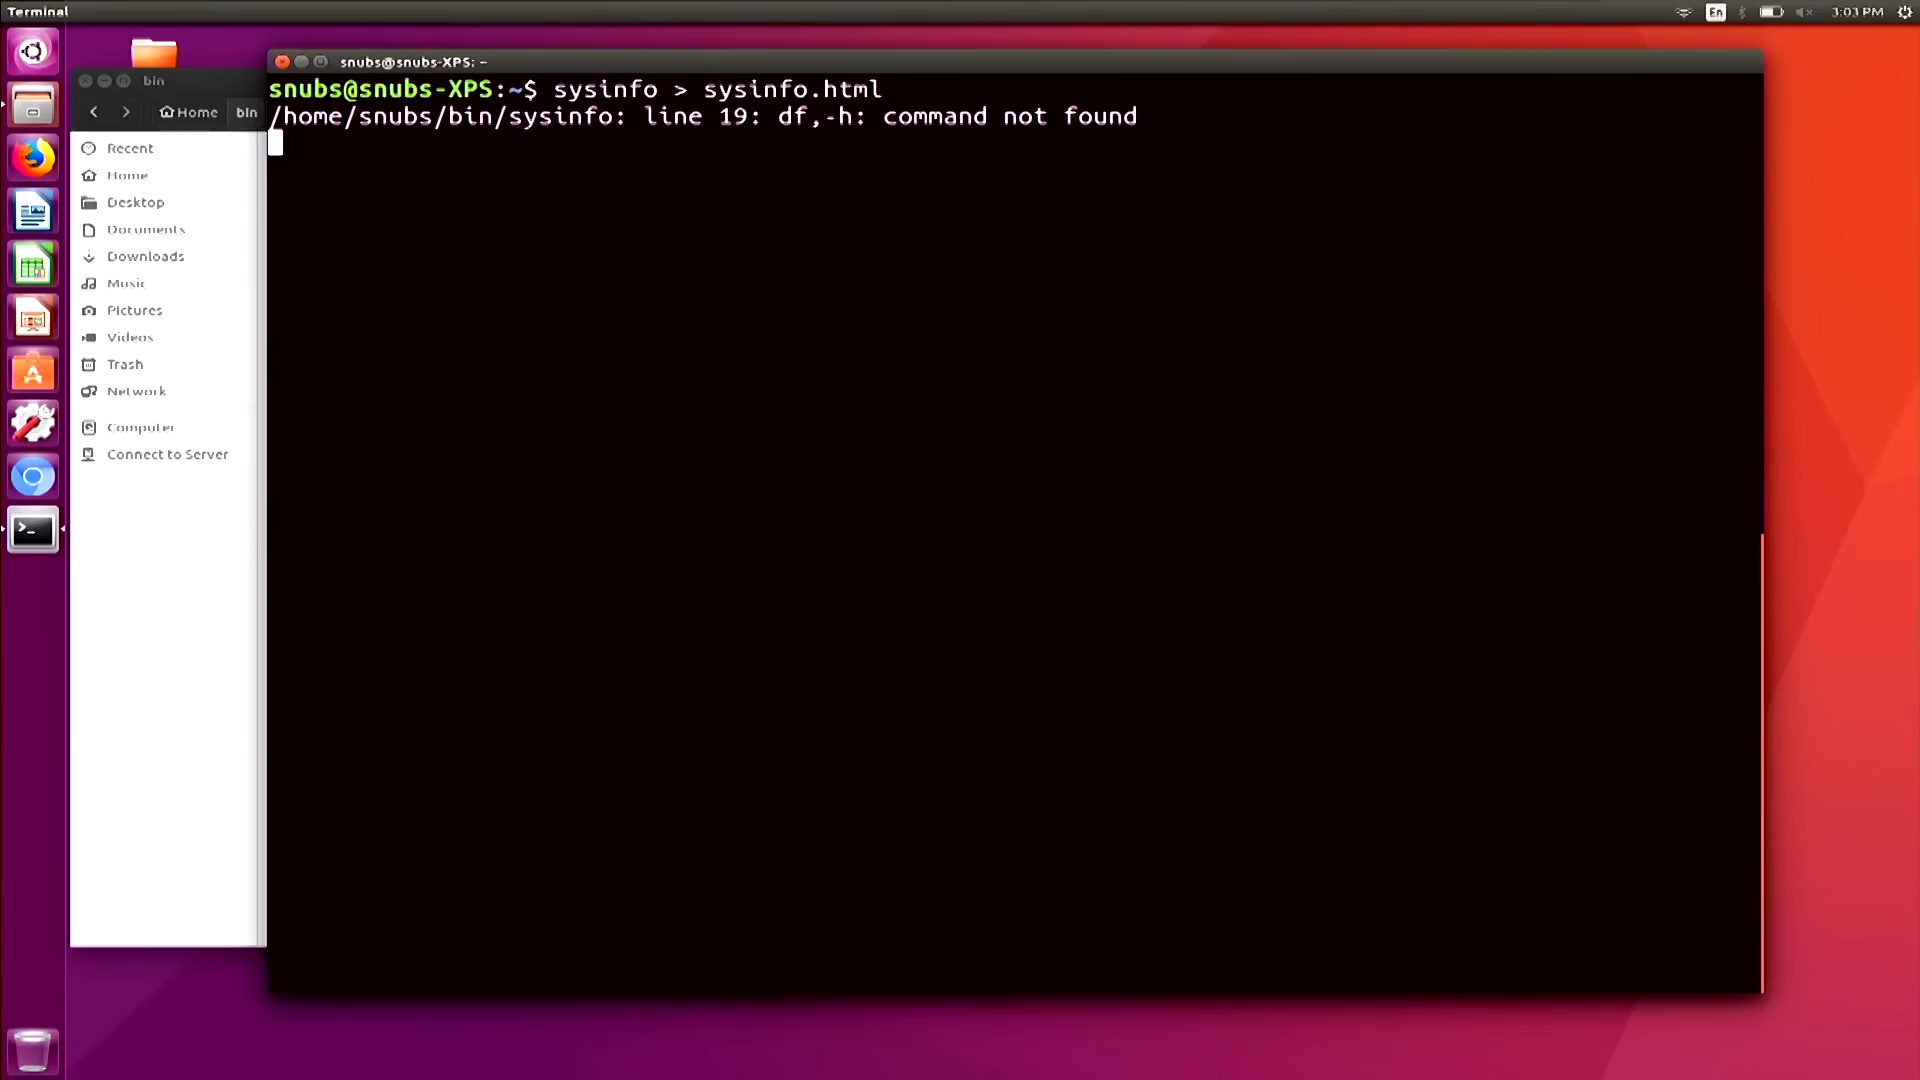 Terminal
En
3:03 PM
bin
Home
bin
Recent
Home
Desktop
Documents
Downloads
Music
Pictures
Videos
Trash
Network
Computer
Connect to Server
snubs@snubs-XPS: ~
snubs@snubs-XPS:~$ sysinfo > sysinfo.html
/home/snubs/bin/sysinfo: line 19: df,-h: command not found